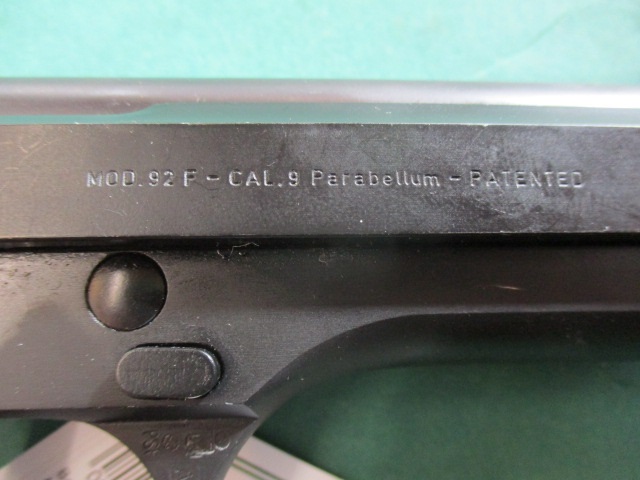 MOD. 92 F - CAL. 9 Parabellum - PATENTED